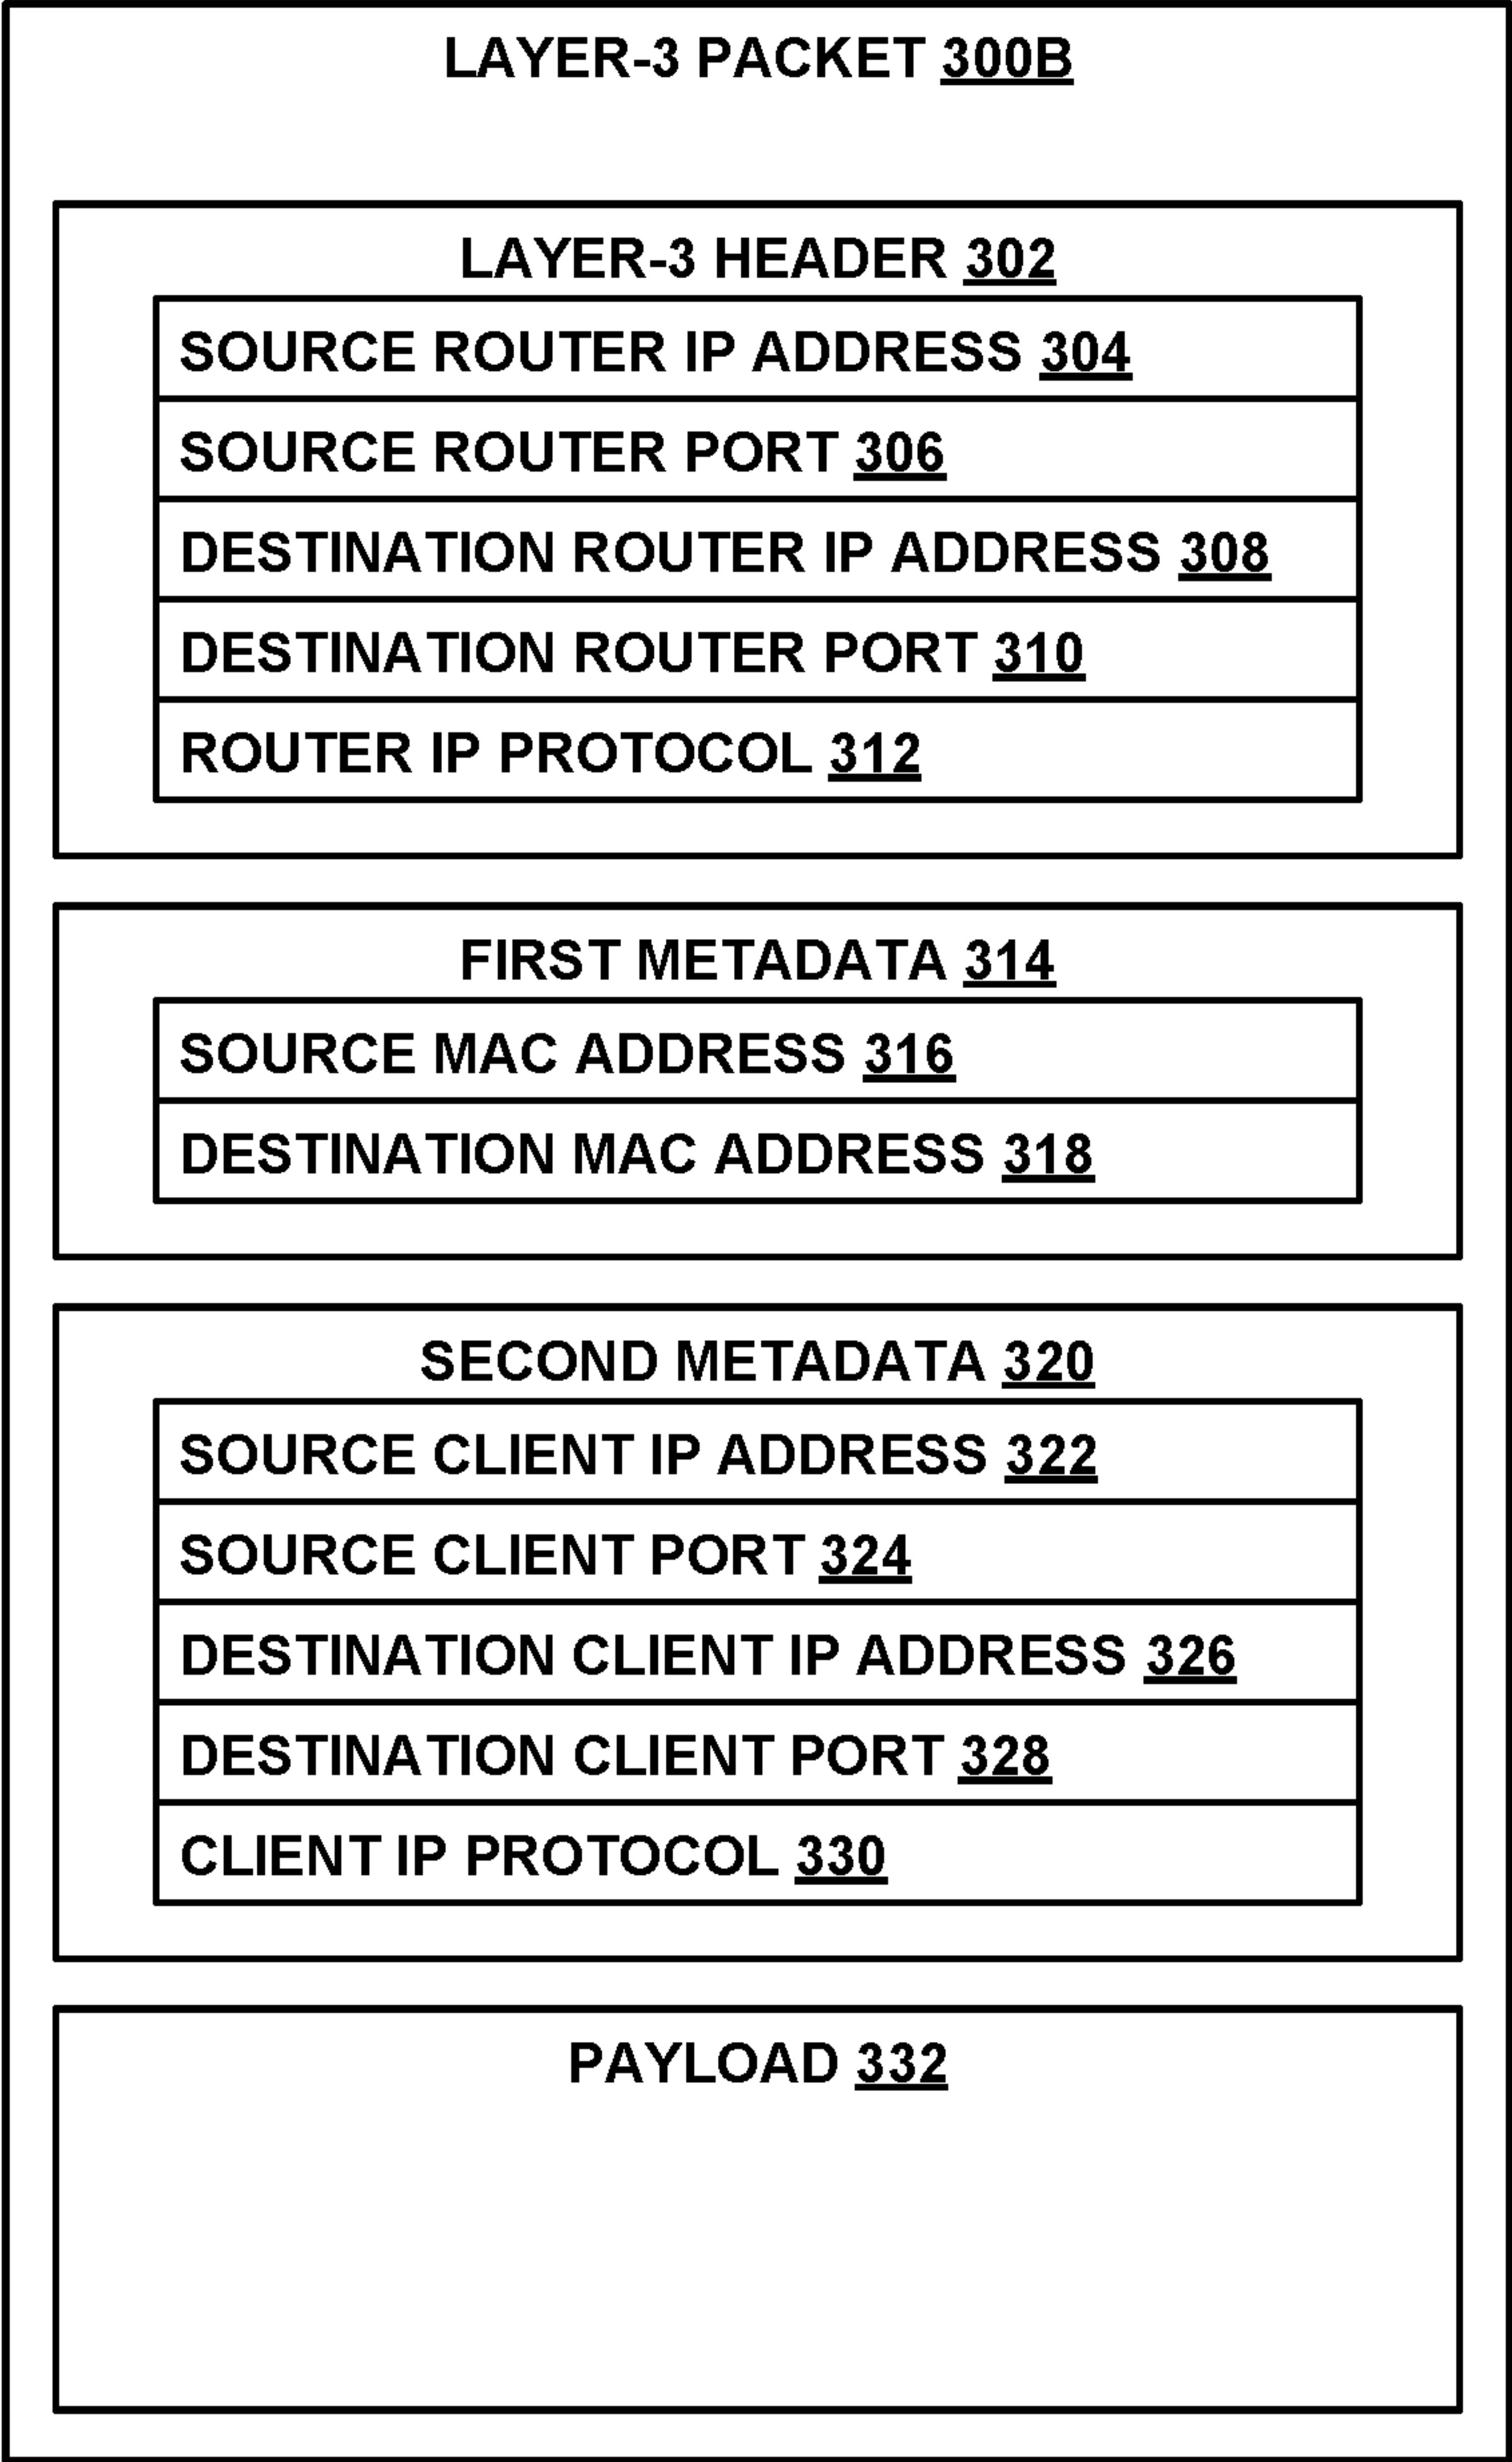 LAYER-3 PACKET 300B
LAYER-3 HEADER 302
SOURCE ROUTER IP ADDRESS 304
SOURCE ROUTER PORT 306
DESTINATION ROUTER IP ADDRESS 308
DESTINATION ROUTER PORT 310
ROUTER IP PROTOCOL 312
FIRST METADATA 314
SOURCE MAC ADDRESS 316
DESTINATION MAC ADDRESS 318
SECOND METADATA 320
SOURCE CLIENT IP ADDRESS 322
SOURCE CLIENT PORT 324
DESTINATION CLIENT IP ADDRESS 326
DESTINATION CLIENT PORT 328
CLIENT IP PROTOCOL 330
PAYLOAD 332